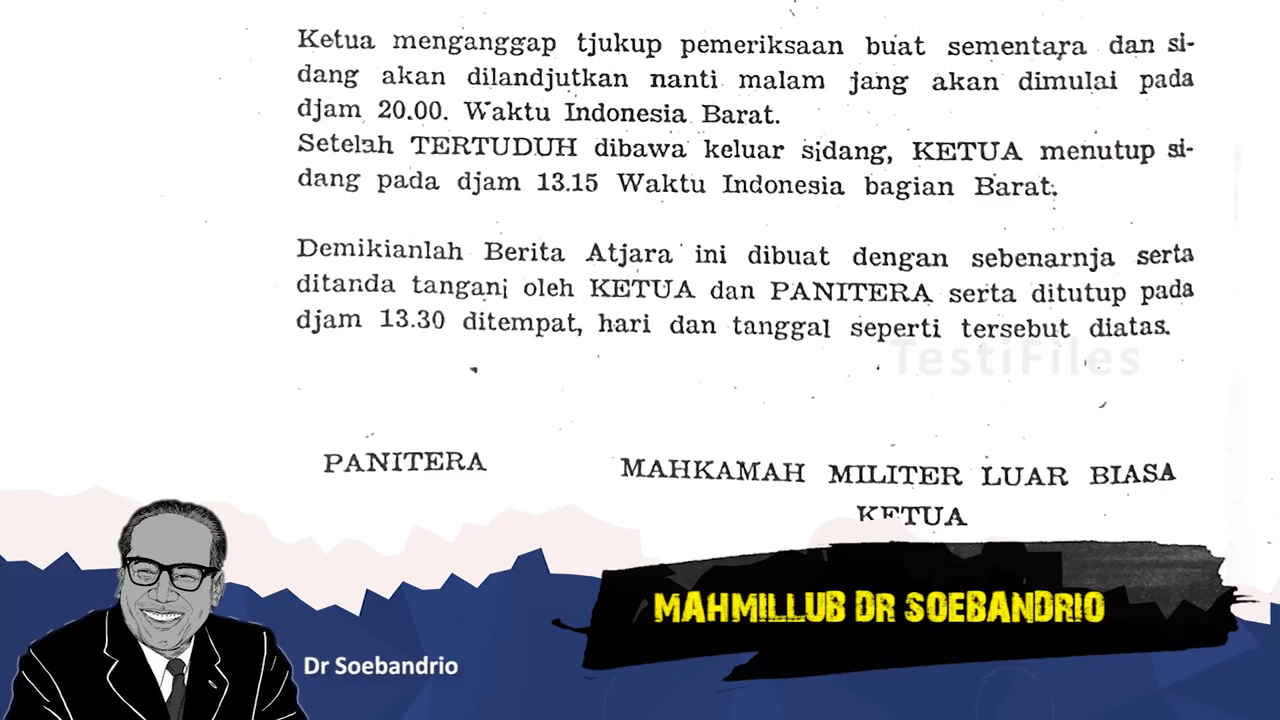 Ketua menganggap tjukup pemeriksaan buat sementara dan si-
dang akan dilandjutkan nanti malam jang akan dimulai pada
djam 20.00. Waktu Indonesia Barat.
Setelah TERTUDUH dibawa keluar sidang, KETUA menutup si-
dang pada djam 13.15 Waktu Indonesia bagian Barat.
Demikianlah Berita Atjara ini dibuat dengan sebenarnja serta
ditanda tangani oleh KETUA dan PANITERA serta ditutup pada
djam 13.30 ditempat, hari dan tanggal seperti tersebut diatas.
TestiFiles
PANITERA
MAHKAMAH MILITER LUAR BIASA
KETUA
MAHMILLUB DR SOEBANDRIO
Dr Soebandrio